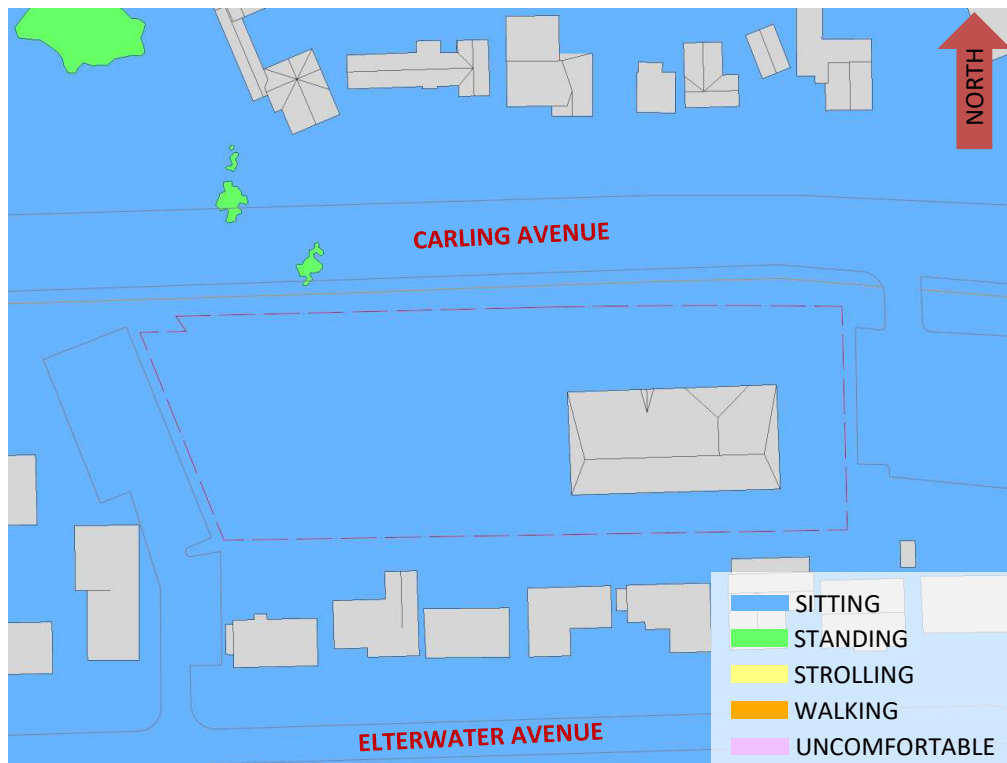 NORTH
CARLING AVENUE
SITTING
STANDING
STROLLING
WALKING
UNCOMFORTABLE
ELTERWATER AVENUE